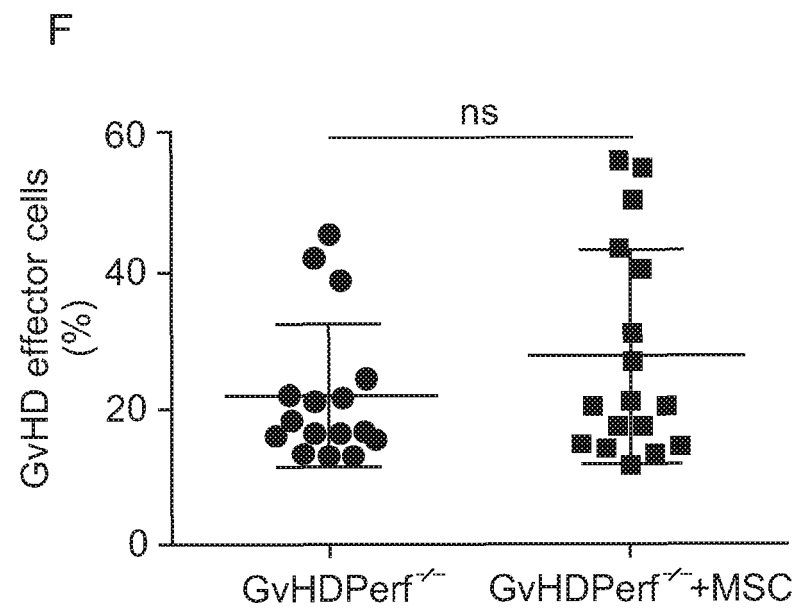 F
ns
60
40
20
0
GvHD effector cells
(%)
GvHDPerf-/-
GvHDPerf-/-+MSC